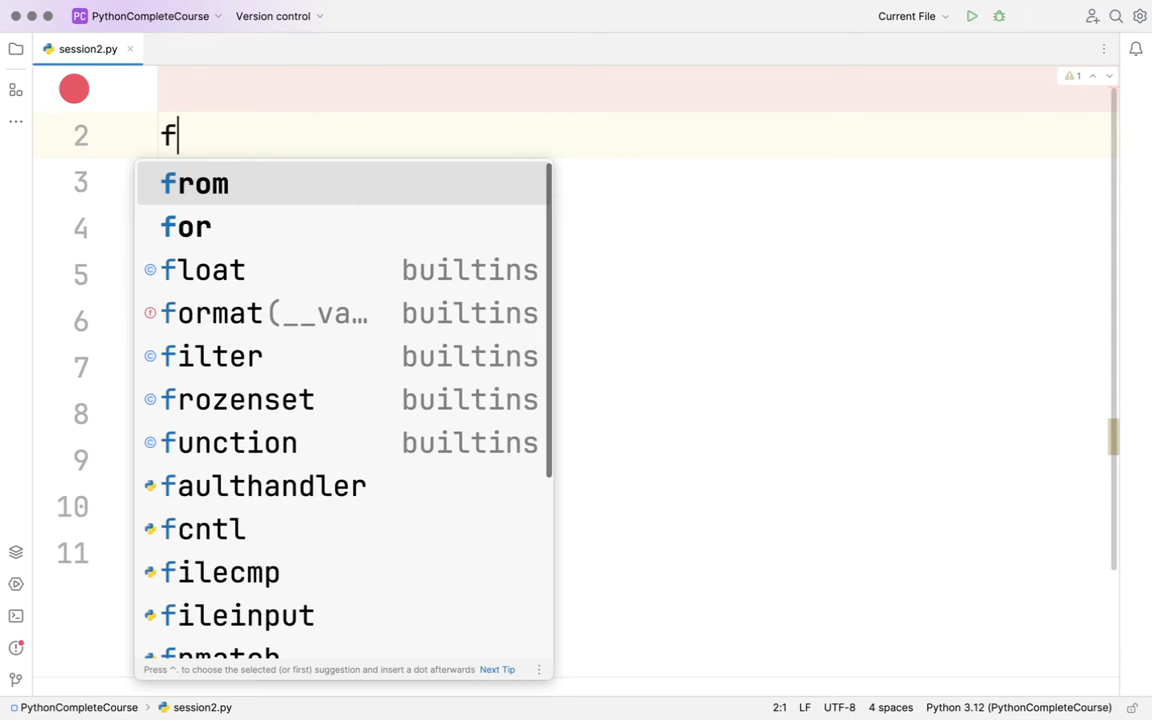 PC PythonCompleteCourse Version control Current File
session2.py
1
2 f
3 from
4 for
5 float builtins
6 format(__va… builtins
7 filter builtins
8 frozenset builtins
9 function builtins
10 faulthandler
11 fcntl
filecmp
fileinput
Press ^. to choose the selected (or first) suggestion and insert a dot afterwards Next Tip
PythonCompleteCourse session2.py 2:1 LF UTF-8 4 spaces Python 3.12 (PythonCompleteCourse)